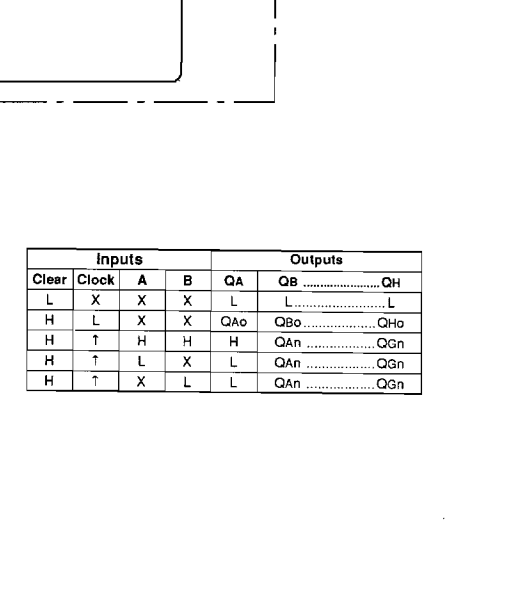 Inputs Outputs
Clear Clock A B QA QB ....................... QH
L X X X L L........................L
H L X X QAo QBo...................QHo
H ↑ H H H QAn ...................QGn
H ↑ L X L QAn ...................QGn
H ↑ X L L QAn ...................QGn